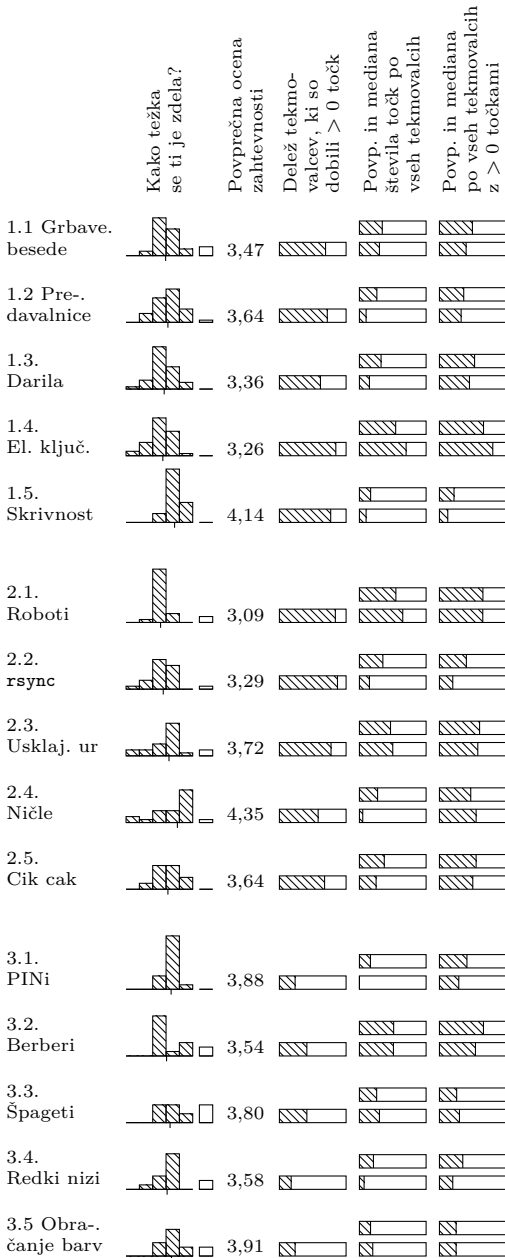 Kako težka
se ti je zdela?
Povprečna ocena
zahtevnosti
Delež tekmo-
valcev, ki so
dobili > 0 točk
Povp. in mediana
števila točk po
vseh tekmovalcih
Povp. in mediana
po vseh tekmovalcih
z > 0 točkami
1.1 Grbave.
besede 3,47
1.2 Pre-.
davalnice 3,64
1.3.
Darila 3,36
1.4.
El. ključ. 3,26
1.5.
Skrivnost 4,14
2.1.
Roboti 3,09
2.2.
rsync 3,29
2.3.
Usklaj. ur 3,72
2.4.
Ničle 4,35
2.5.
Cik cak 3,64
3.1.
PINi 3,88
3.2.
Berberi 3,54
3.3.
Špageti 3,80
3.4.
Redki nizi 3,58
3.5 Obra-.
čanje barv 3,91